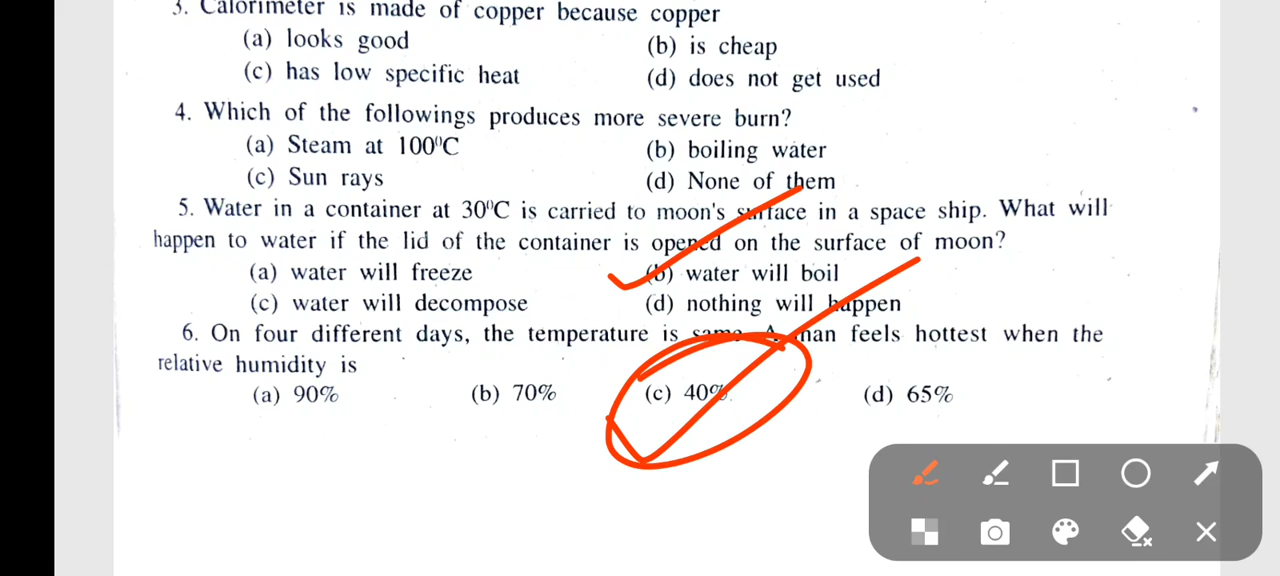 3. Calorimeter is made of copper because copper
(a) looks good (b) is cheap
(c) has low specific heat (d) does not get used
4. Which of the followings produces more severe burn?
(a) Steam at 100⁰C (b) boiling water
(c) Sun rays (d) None of them
5. Water in a container at 30⁰C is carried to moon's surface in a space ship. What will
happen to water if the lid of the container is opened on the surface of moon?
(a) water will freeze (b) water will boil
(c) water will decompose (d) nothing will happen
6. On four different days, the temperature is same. A man feels hottest when the
relative humidity is
(a) 90% (b) 70% (c) 40% (d) 65%